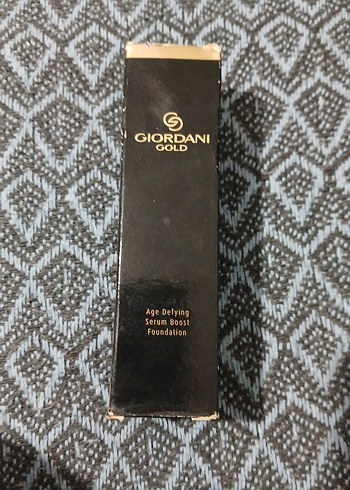 GIORDANI
GOLD
Age Defying
Serum Boost
Foundation